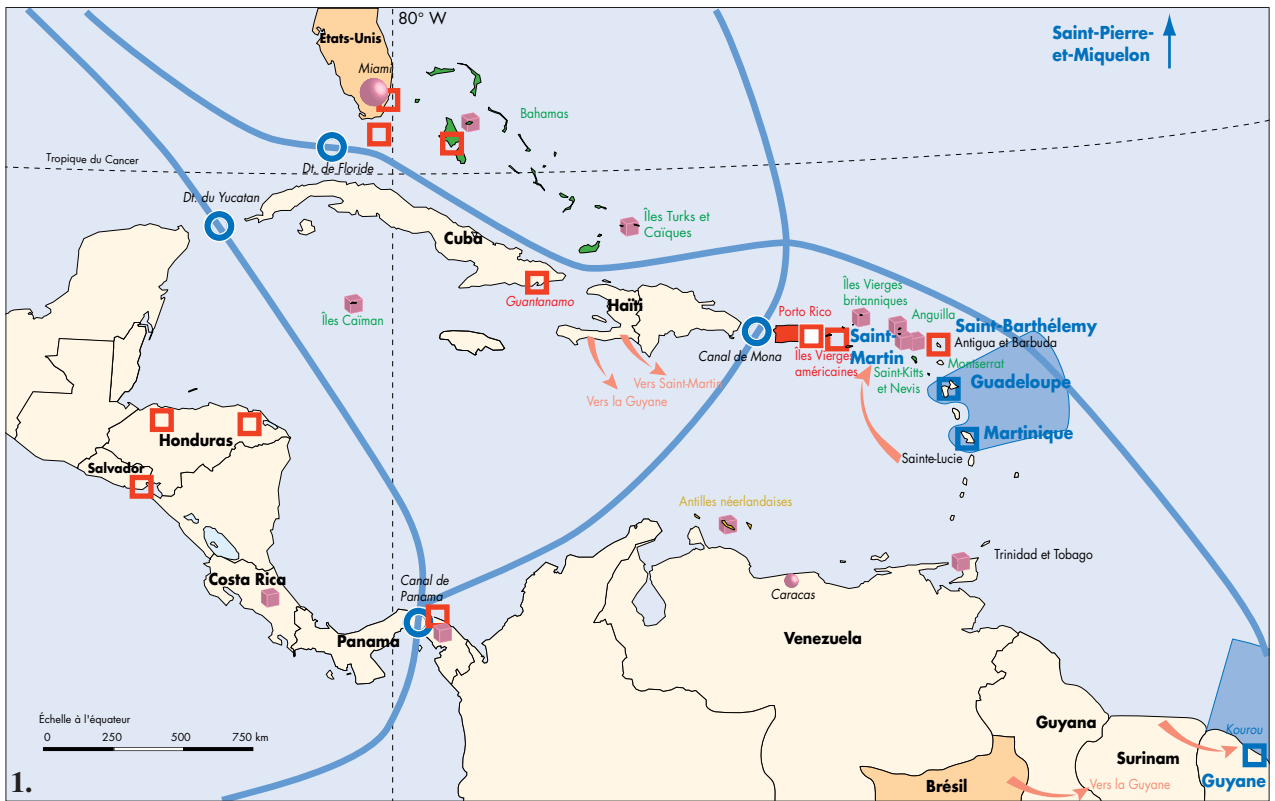 80° W
États-Unis
Saint-Pierre-
et-Miquelon
Miami
Bahamas
Tropique du Cancer
Dt. de Floride
Dt. du Yucatan
Îles Turks et
Caïques
Cuba
Guantanamo
Îles Caïman
Haïti
Îles Vierges
britanniques
Porto Rico
Anguilla
Saint-Barthélemy
Saint-
Martin
Antigua et Barbuda
Canal de Mona
Îles Vierges
américaines
Montserrat
Saint-Kitts
et Nevis
Guadeloupe
Vers Saint-Martin
Vers la Guyane
Martinique
Honduras
Sainte-Lucie
Salvador
Antilles néerlandaises
Trinidad et Tobago
Costa Rica
Canal de
Panama
Caracas
Panama
Venezuela
Échelle à l'équateur
0 250 500 750 km
Guyana
Kourou
Surinam
Guyane
Brésil
Vers la Guyane
1.